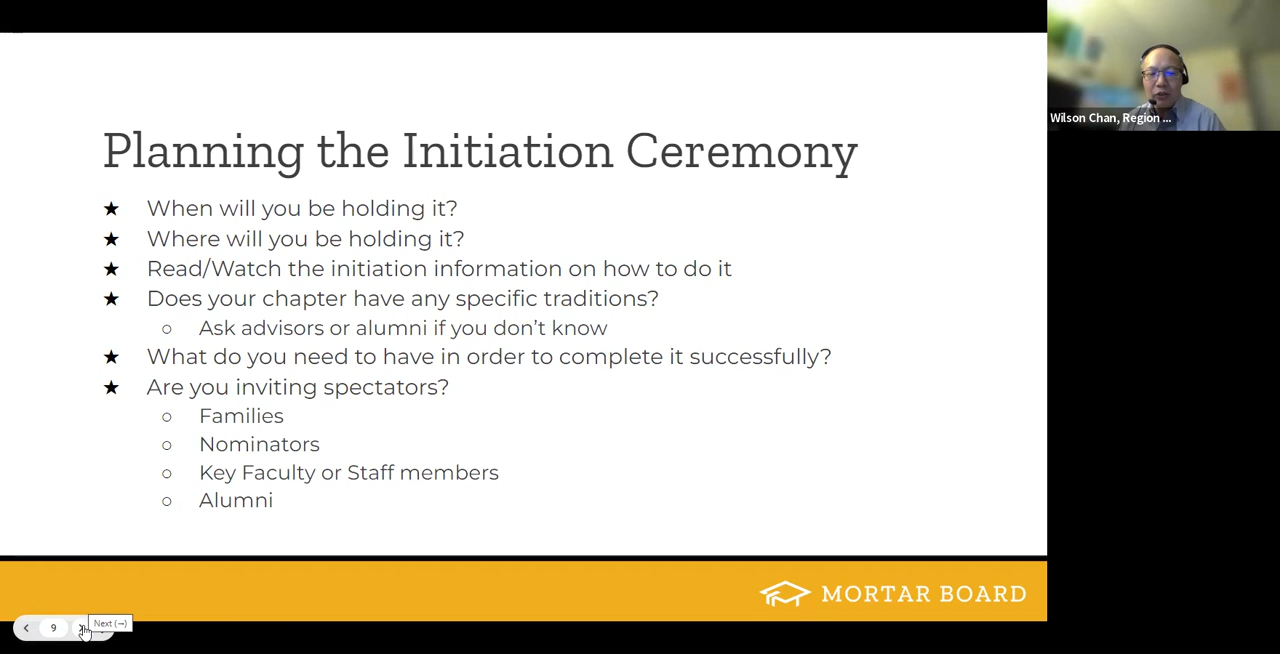 Planning the Initiation Ceremony
★ When will you be holding it?
★ Where will you be holding it?
★ Read/Watch the initiation information on how to do it
★ Does your chapter have any specific traditions?
○ Ask advisors or alumni if you don’t know
★ What do you need to have in order to complete it successfully?
★ Are you inviting spectators?
○ Families
○ Nominators
○ Key Faculty or Staff members
○ Alumni
MORTAR BOARD
9
Next (→)
Wilson Chan, Region ...